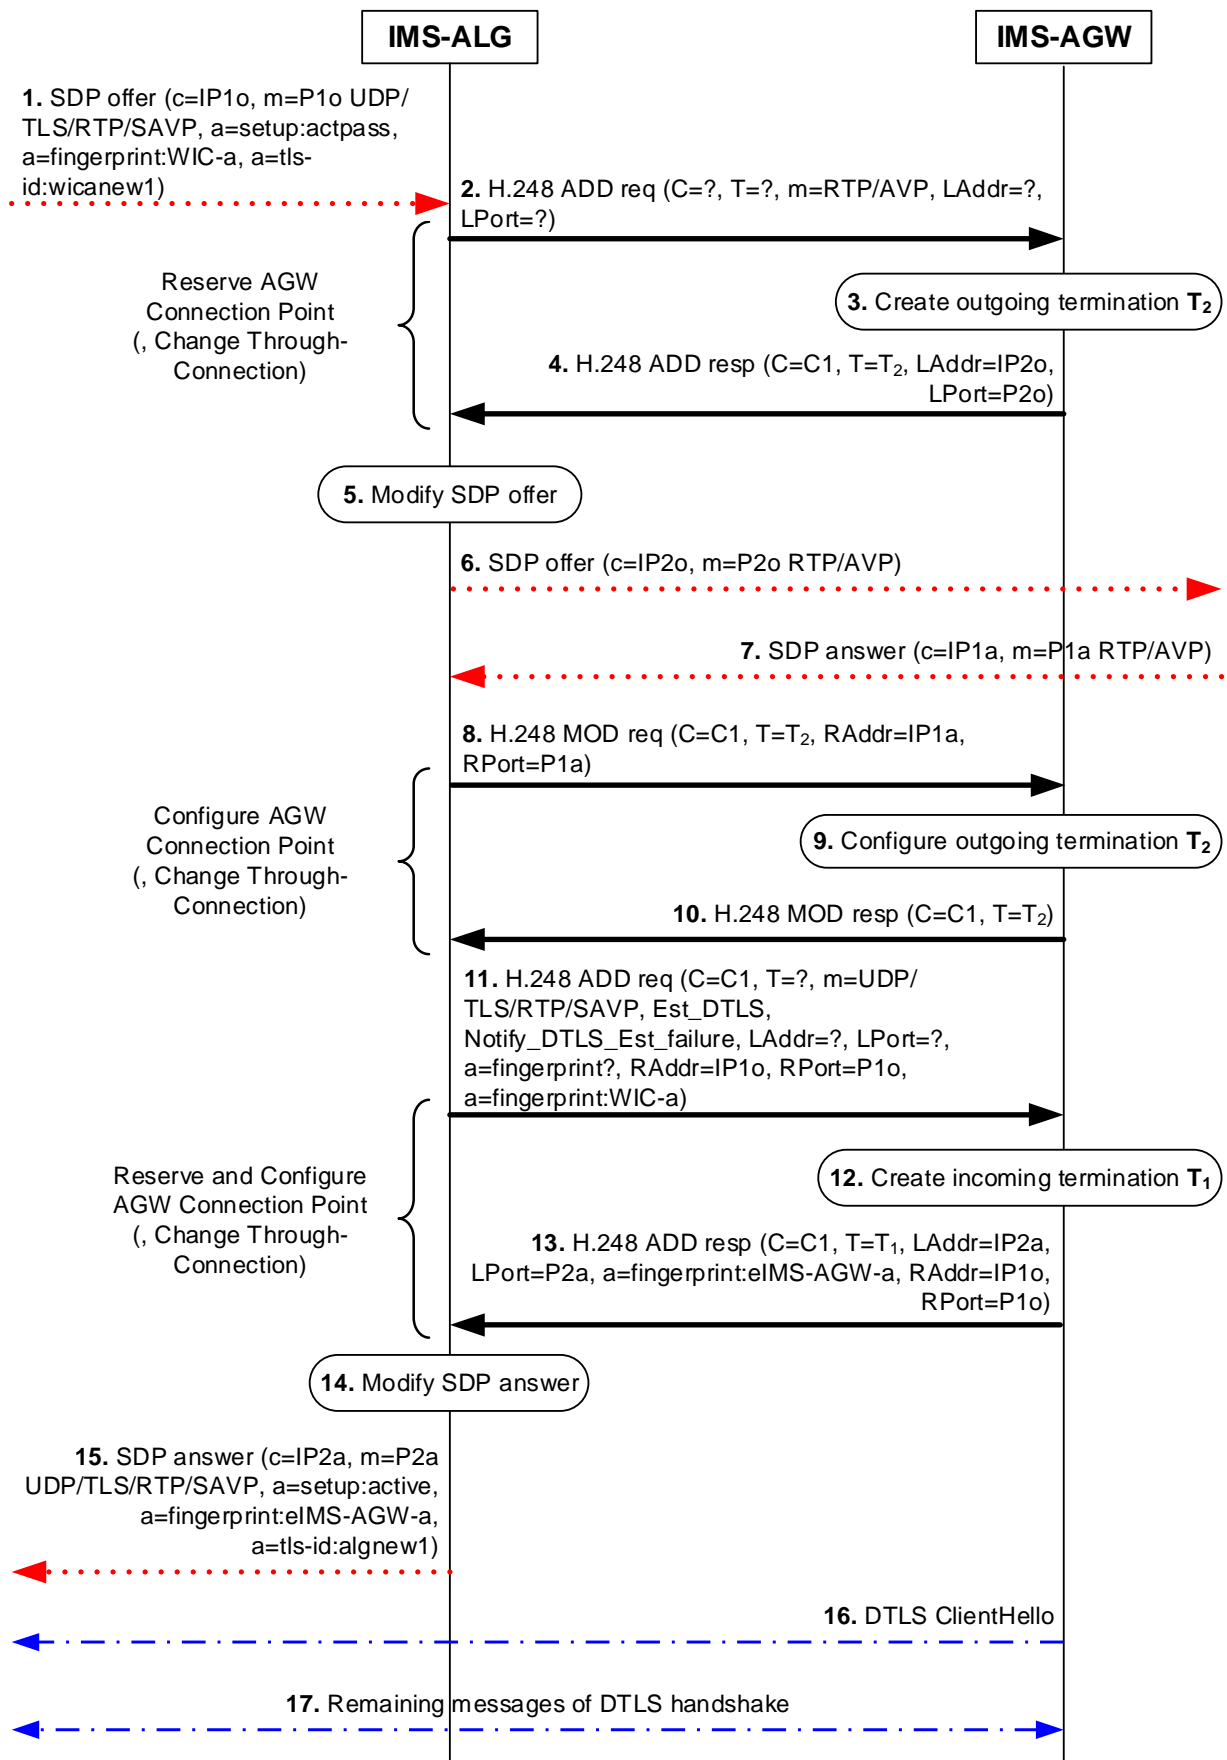 IMS-ALG
IMS-AGW
1. SDP offer (c=IP1o, m=P1o UDP/
TLS/RTP/SAVP, a=setup:actpass,
a=fingerprint:WIC-a, a=tls-
id:wicanew1)
2. H.248 ADD req (C=?, T=?, m=RTP/AVP, LAddr=?,
LPort=?)
Reserve AGW
Connection Point
(, Change Through-
Connection)
3. Create outgoing termination T2
4. H.248 ADD resp (C=C1, T=T2, LAddr=IP2o,
LPort=P2o)
5. Modify SDP offer
6. SDP offer (c=IP2o, m=P2o RTP/AVP)
7. SDP answer (c=IP1a, m=P1a RTP/AVP)
8. H.248 MOD req (C=C1, T=T2, RAddr=IP1a,
RPort=P1a)
Configure AGW
Connection Point
(, Change Through-
Connection)
9. Configure outgoing termination T2
10. H.248 MOD resp (C=C1, T=T2)
11. H.248 ADD req (C=C1, T=?, m=UDP/
TLS/RTP/SAVP, Est_DTLS,
Notify_DTLS_Est_failure, LAddr=?, LPort=?,
a=fingerprint?, RAddr=IP1o, RPort=P1o,
a=fingerprint:WIC-a)
Reserve and Configure
AGW Connection Point
(, Change Through-
Connection)
12. Create incoming termination T1
13. H.248 ADD resp (C=C1, T=T1, LAddr=IP2a,
LPort=P2a, a=fingerprint:eIMS-AGW-a, RAddr=IP1o,
RPort=P1o)
14. Modify SDP answer
15. SDP answer (c=IP2a, m=P2a
UDP/TLS/RTP/SAVP, a=setup:active,
a=fingerprint:eIMS-AGW-a,
a=tls-id:algnew1)
16. DTLS ClientHello
17. Remaining messages of DTLS handshake